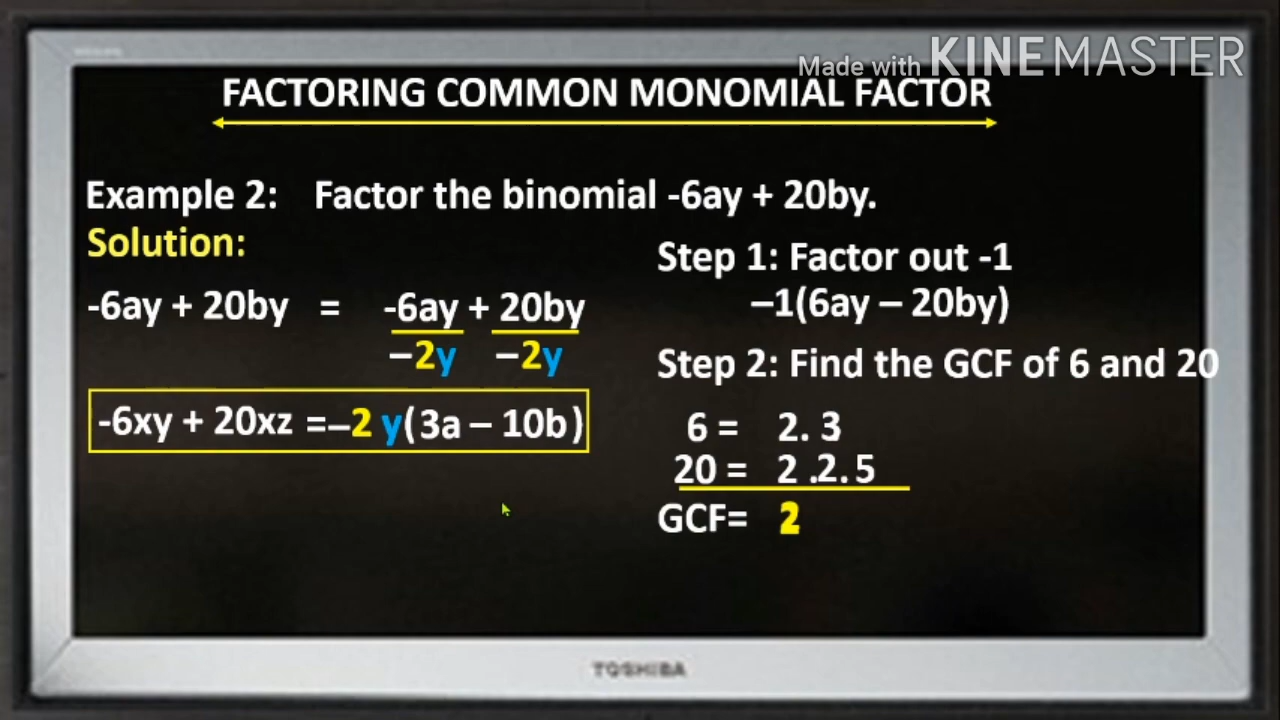 Made with KINEMASTER
FACTORING COMMON MONOMIAL FACTOR
Example 2: Factor the binomial -6ay + 20by.
Solution:
-6ay + 20by = -6ay + 20by
–2y –2y
-6xy + 20xz =–2 y(3a – 10b)
Step 1: Factor out -1
–1(6ay – 20by)
Step 2: Find the GCF of 6 and 20
6 = 2. 3
20 = 2 .2.5
GCF= 2
TOSHIBA